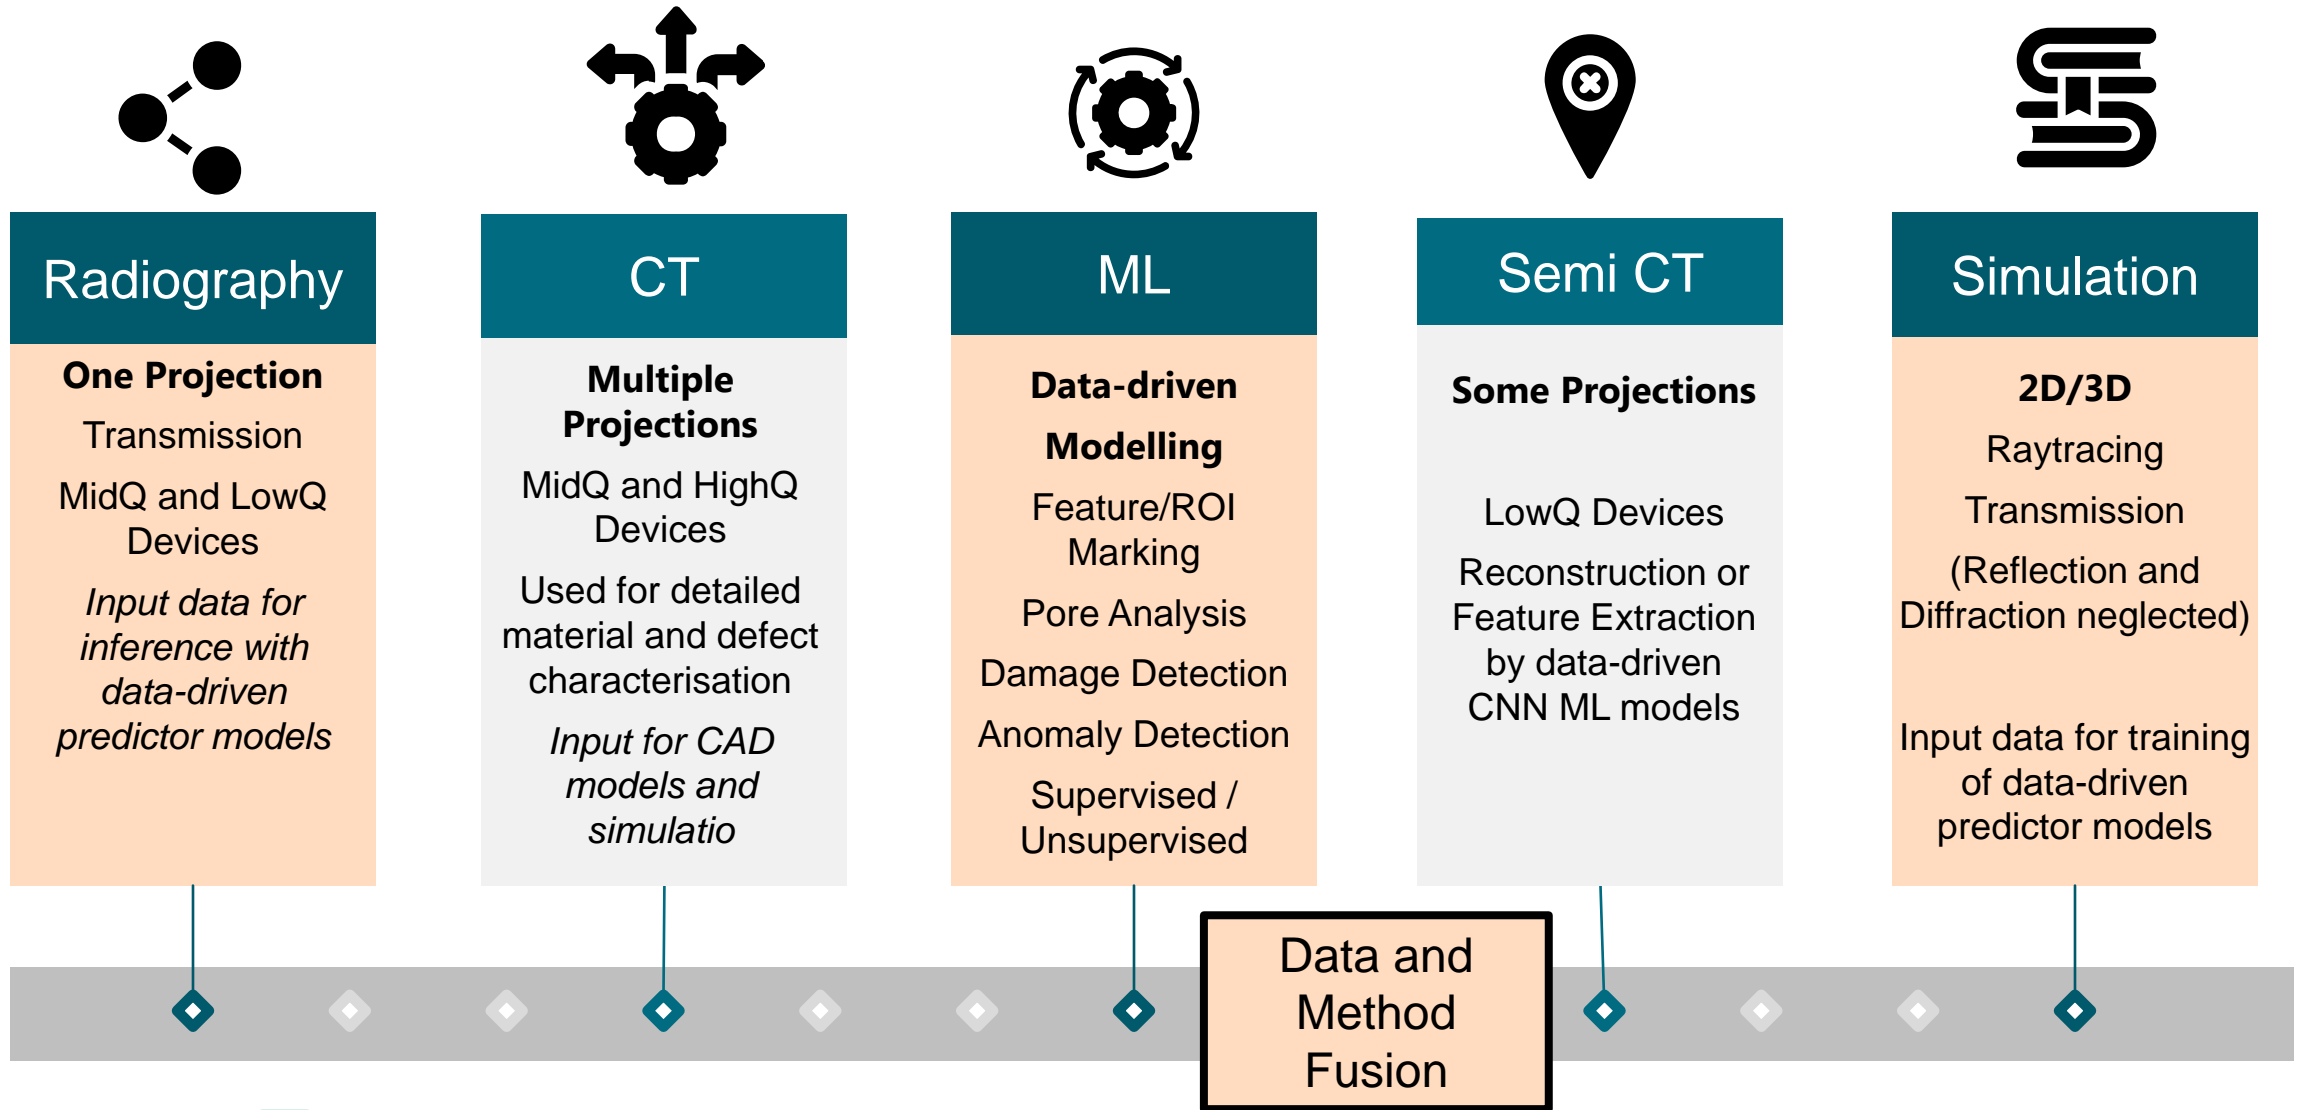 Radiography
One Projection
Transmission
MidQ and LowQ
Devices
Input data for
inference with
data-driven
predictor models
CT
Multiple
Projections
MidQ and HighQ
Devices
Used for detailed
material and defect
characterisation
Input for CAD
models and
simulatio
ML
Data-driven
Modelling
Feature/ROI
Marking
Pore Analysis
Damage Detection
Anomaly Detection
Supervised /
Unsupervised
Semi CT
Some Projections
LowQ Devices
Reconstruction or
Feature Extraction
by data-driven
CNN ML models
Simulation
2D/3D
Raytracing
Transmission
(Reflection and
Diffraction neglected)
Input data for training
of data-driven
predictor models
Data and
Method
Fusion